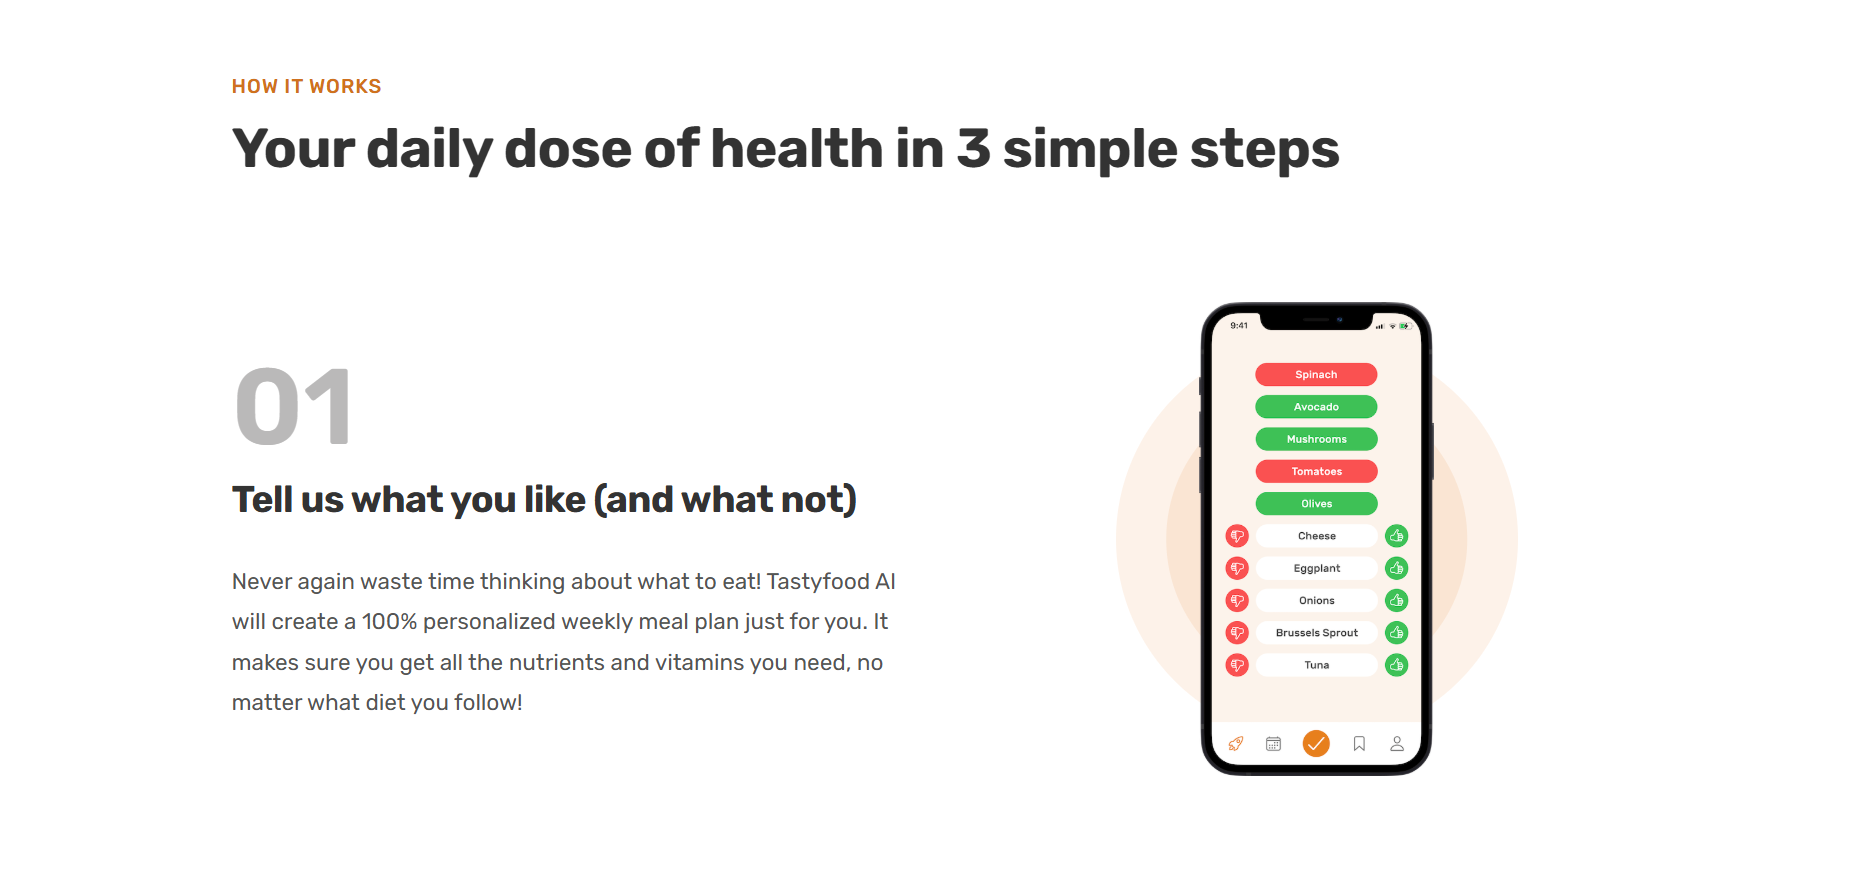 HOW IT WORKS
Your daily dose of health in 3 simple steps
01
Tell us what you like (and what not)
Never again waste time thinking about what to eat! Tastyfood AI
will create a 100% personalized weekly meal plan just for you. It
makes sure you get all the nutrients and vitamins you need, no
matter what diet you follow!
9:41
Spinach
Avocado
Mushrooms
Tomatoes
Olives
Cheese
Eggplant
Onions
Brussels Sprout
Tuna